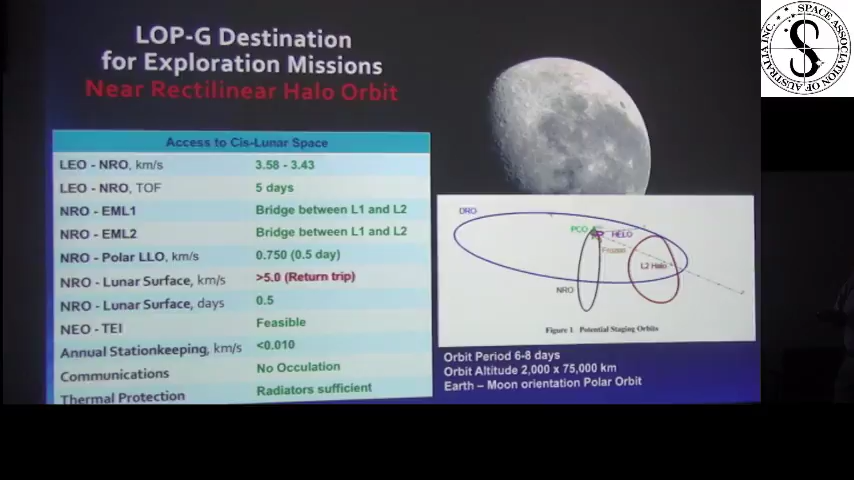 LOP-G Destination
for Exploration Missions
Near Rectilinear Halo Orbit
SPACE ASSOCIATION OF AUSTRALIA INC.
S
Access to Cis-Lunar Space
LEO - NRO, km/s 3.58 - 3.43
LEO - NRO, TOF 5 days
NRO - EML1 Bridge between L1 and L2
NRO - EML2 Bridge between L1 and L2
NRO - Polar LLO, km/s 0.750 (0.5 day)
NRO - Lunar Surface, km/s >5.0 (Return trip)
NRO - Lunar Surface, days 0.5
NEO - TEI Feasible
Annual Stationkeeping, km/s <0.010
Communications No Occulation
Thermal Protection Radiators sufficient
DRO
PCO
HELO
Frozen
L2 Halo
NRO
Figure 1 Potential Staging Orbits
Orbit Period 6-8 days
Orbit Altitude 2,000 x 75,000 km
Earth – Moon orientation Polar Orbit